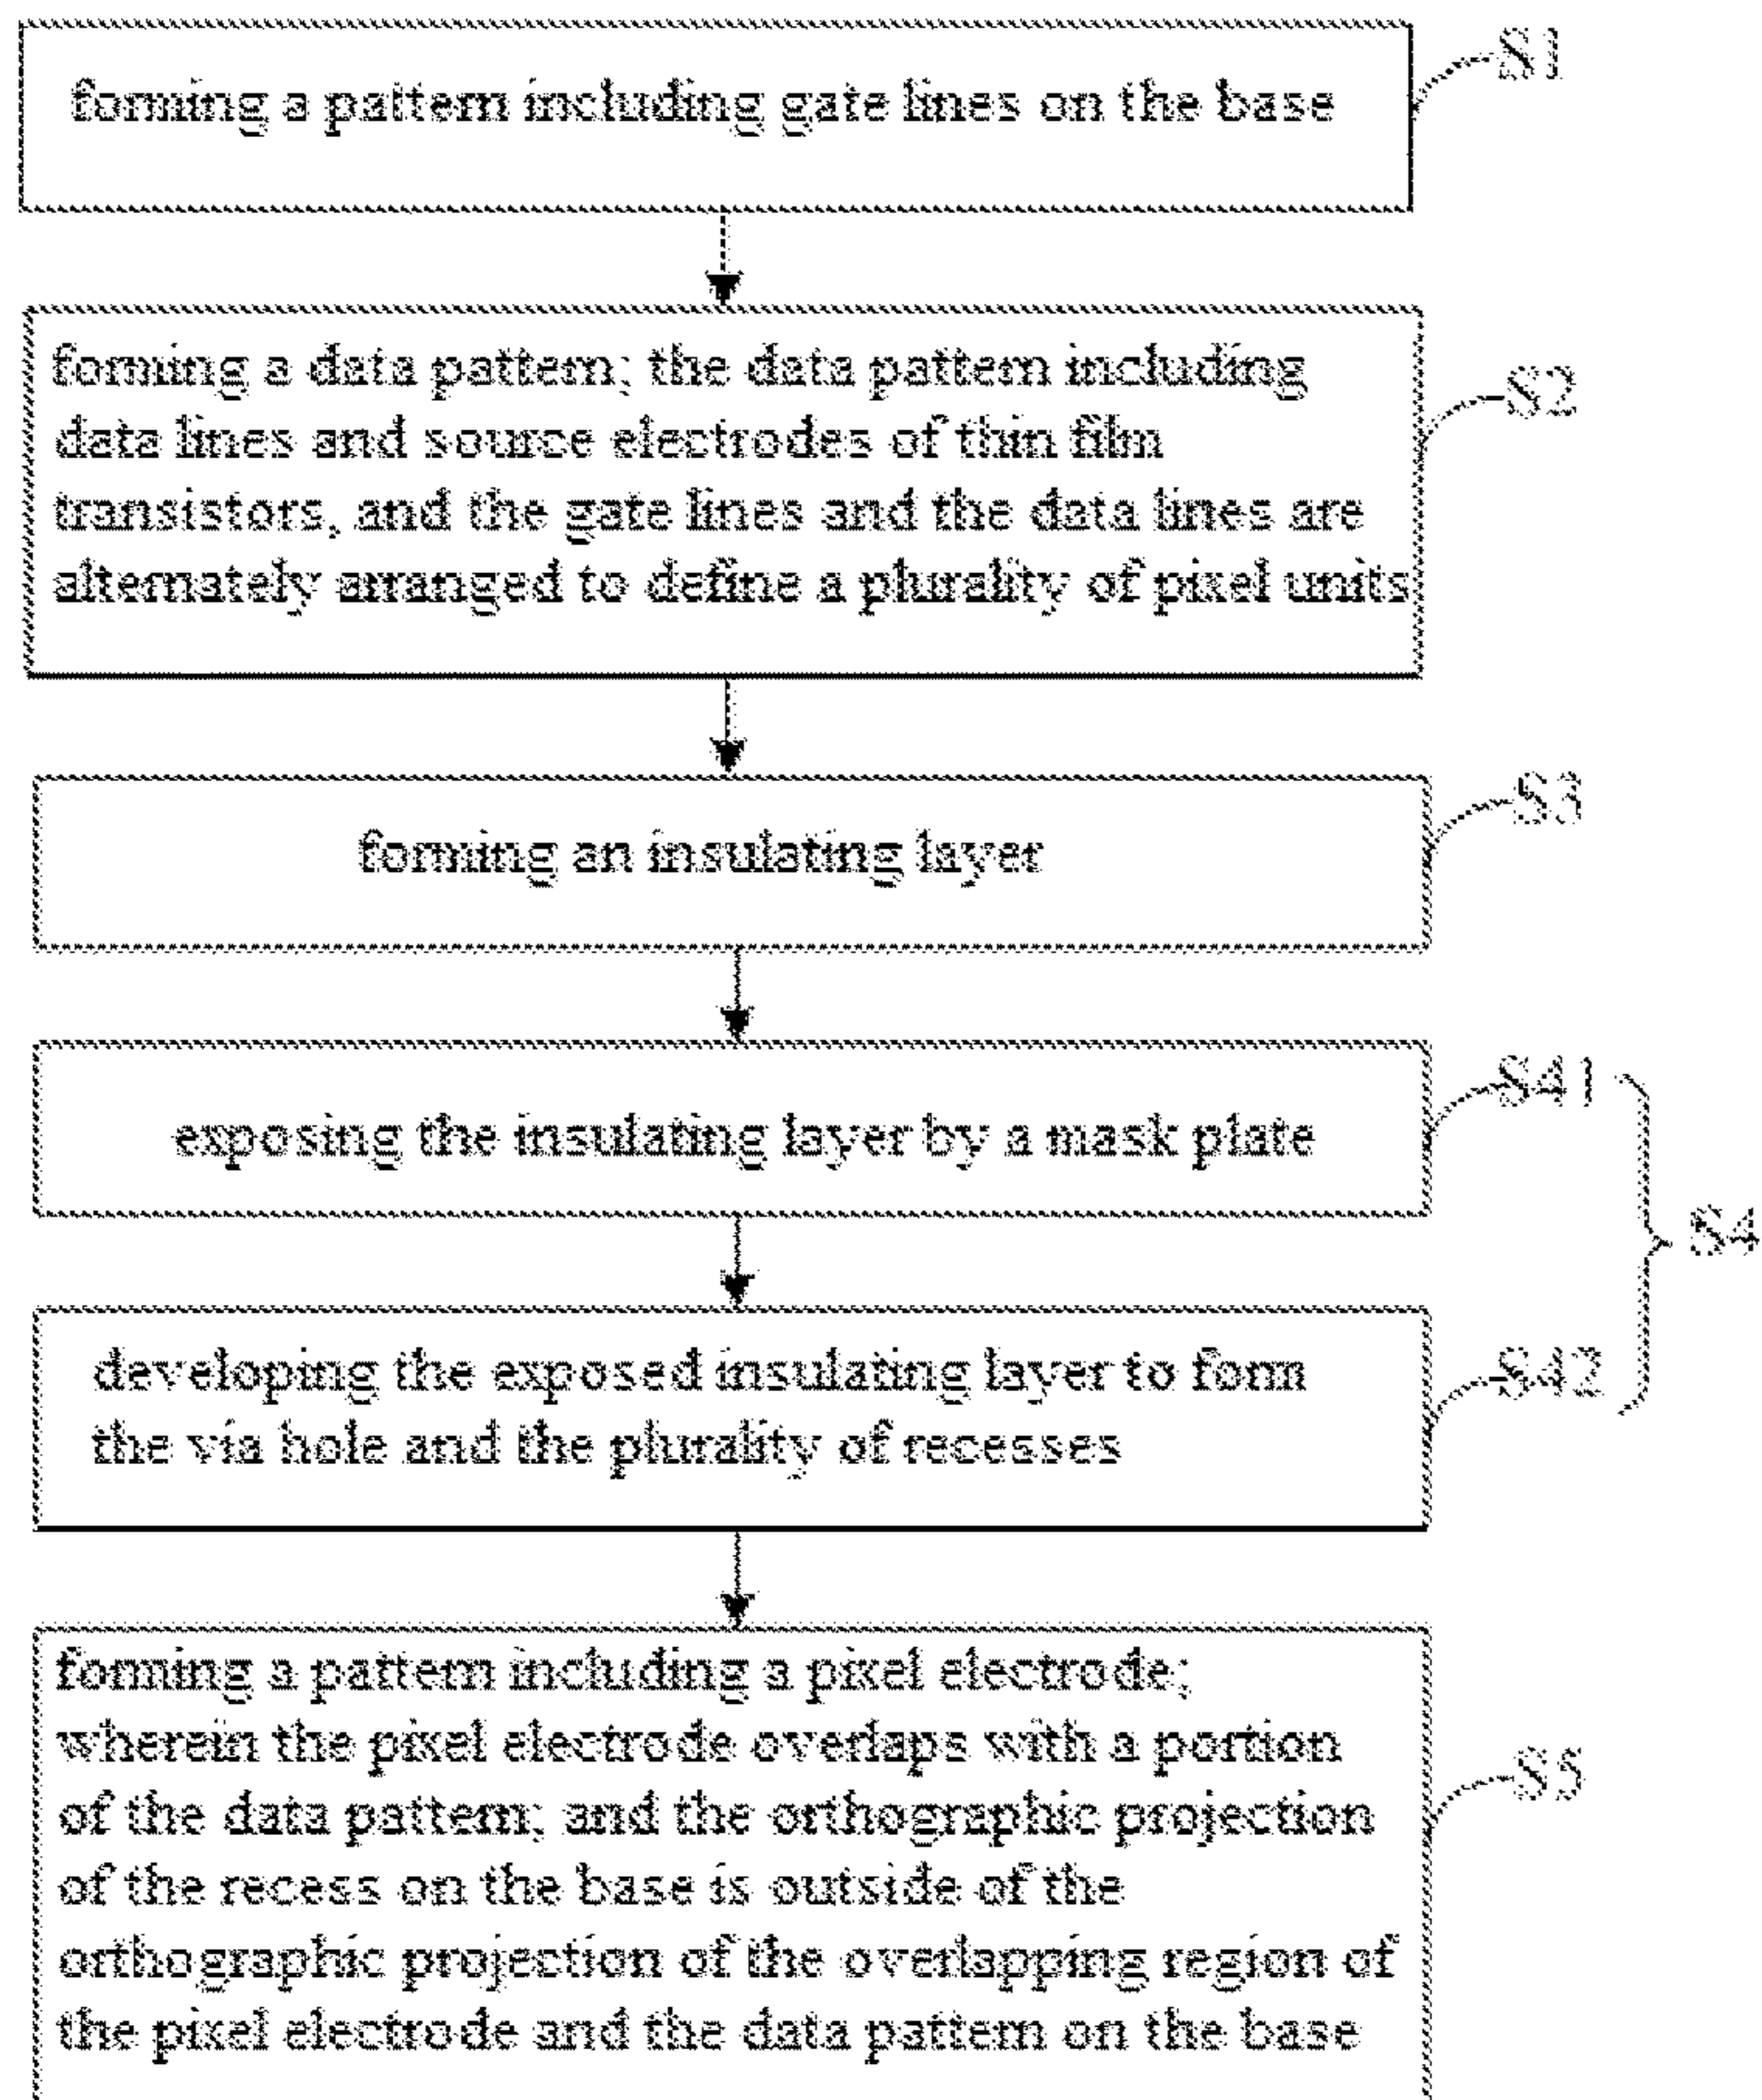 forming a pattern including gate lines on the base
S1
forming a data pattern; the data pattern including
data lines and source electrodes of thin film
transistors, and the gate lines and the data lines are
alternately arranged to define a plurality of pixel units
S2
forming an insulating layer
S3
exposing the insulating layer by a mask plate
S41
developing the exposed insulating layer to form
the via hole and the plurality of recesses
S42
S4
forming a pattern including a pixel electrode;
wherein the pixel electrode overlaps with a portion
of the data pattern; and the orthographic projection
of the recess on the base is outside of the
orthographic projection of the overlapping region of
the pixel electrode and the data pattern on the base
S5